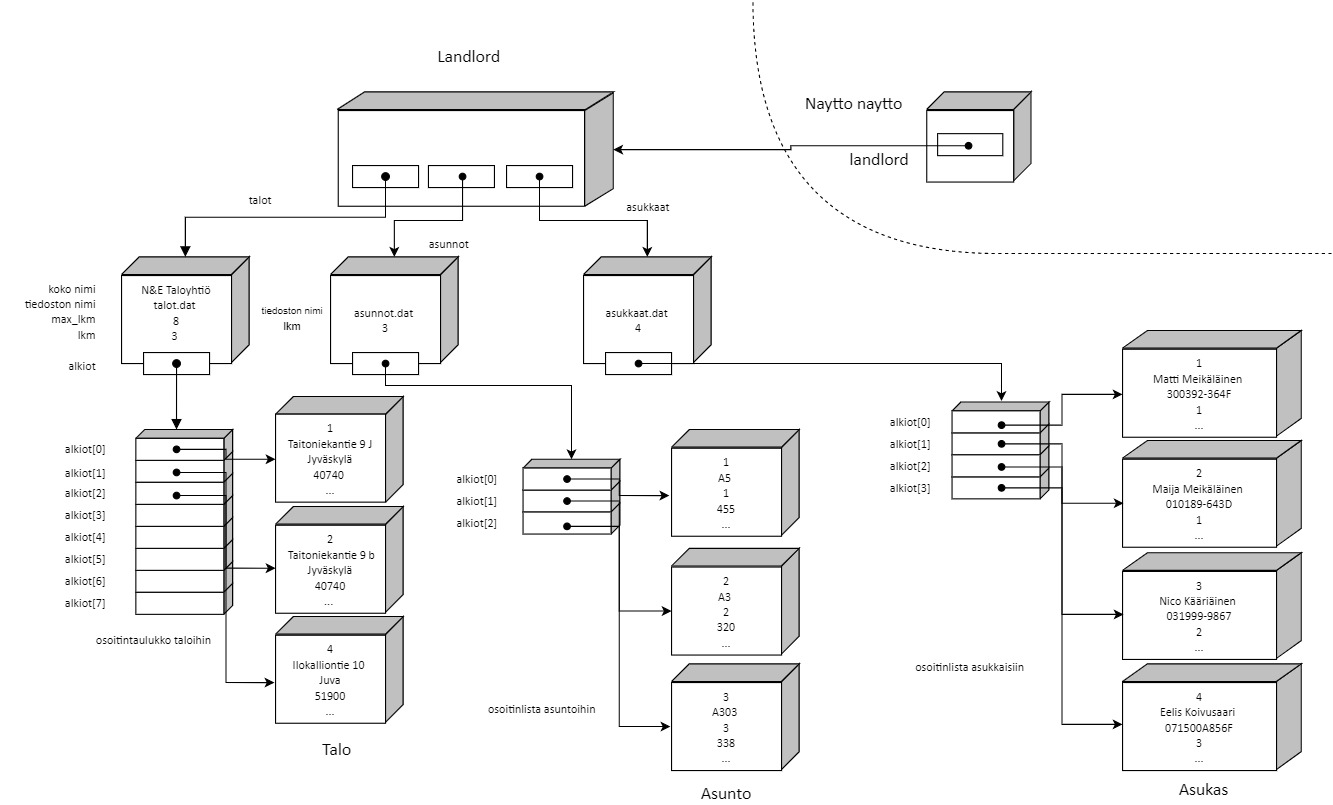 Landlord
Naytto naytto
landlord
talot
asunnot
asukkaat
koko nimi
tiedoston nimi
max_lkm
lkm
alkiot
N&E Taloyhtiö
talot.dat
8
3
tiedoston nimi
lkm
asunnot.dat
3
asukkaat.dat
4
alkiot[0]
alkiot[1]
alkiot[2]
alkiot[3]
alkiot[4]
alkiot[5]
alkiot[6]
alkiot[7]
osoitintaulukko taloihin
1
Taitoniekantie 9 J
Jyväskylä
40740
...
2
Taitoniekantie 9 b
Jyväskylä
40740
...
4
Ilokalliontie 10
Juva
51900
...
Talo
alkiot[0]
alkiot[1]
alkiot[2]
osoitinlista asuntoihin
1
A5
1
455
...
2
A3
2
320
...
3
A303
3
338
...
Asunto
alkiot[0]
alkiot[1]
alkiot[2]
alkiot[3]
osoitinlista asukkaisiin
1
Matti Meikäläinen
300392-364F
1
...
2
Maija Meikäläinen
010189-643D
1
...
3
Nico Kääriäinen
031999-9867
2
...
4
Eelis Koivusaari
071500A856F
3
...
Asukas